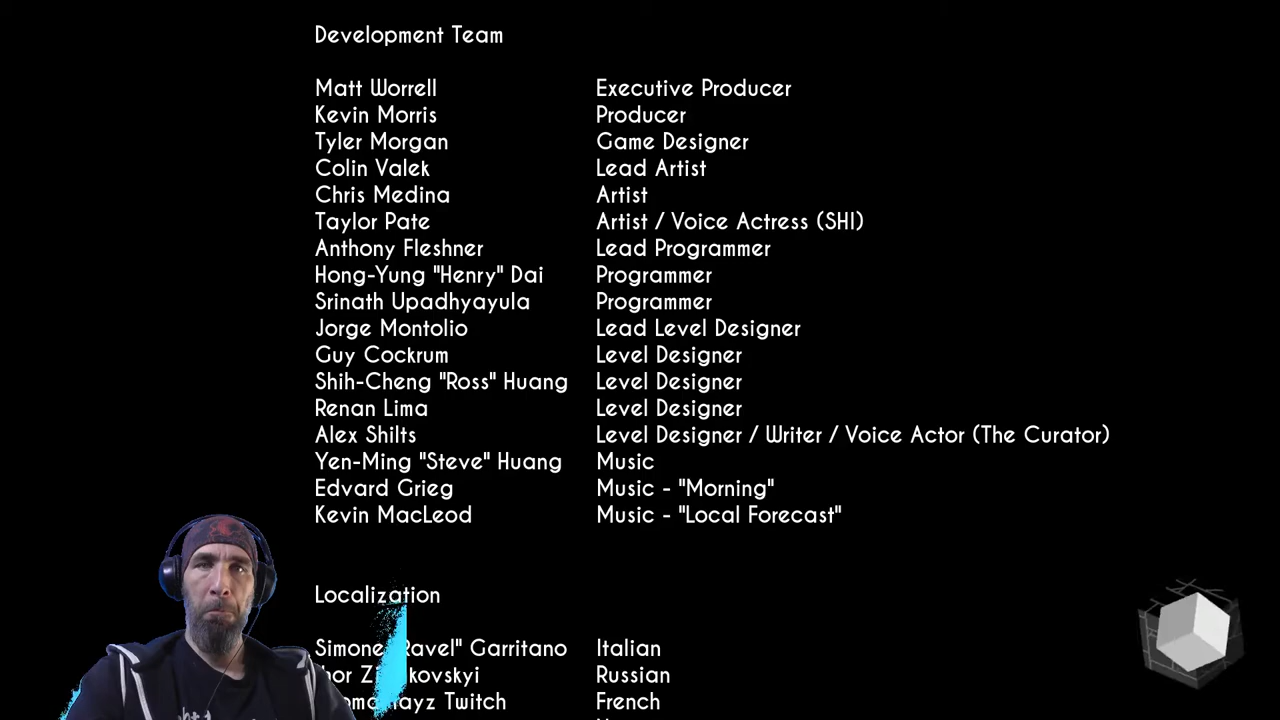 Development Team
Matt Worrell Executive Producer
Kevin Morris Producer
Tyler Morgan Game Designer
Colin Valek Lead Artist
Chris Medina Artist
Taylor Pate Artist / Voice Actress (SHI)
Anthony Fleshner Lead Programmer
Hong-Yung "Henry" Dai Programmer
Srinath Upadhyayula Programmer
Jorge Montolio Lead Level Designer
Guy Cockrum Level Designer
Shih-Cheng "Ross" Huang Level Designer
Renan Lima Level Designer
Alex Shilts Level Designer / Writer / Voice Actor (The Curator)
Yen-Ming "Steve" Huang Music
Edvard Grieg Music - "Morning"
Kevin MacLeod Music - "Local Forecast"
Localization
Simone "Ravel" Garritano Italian
Russian
Twitch French